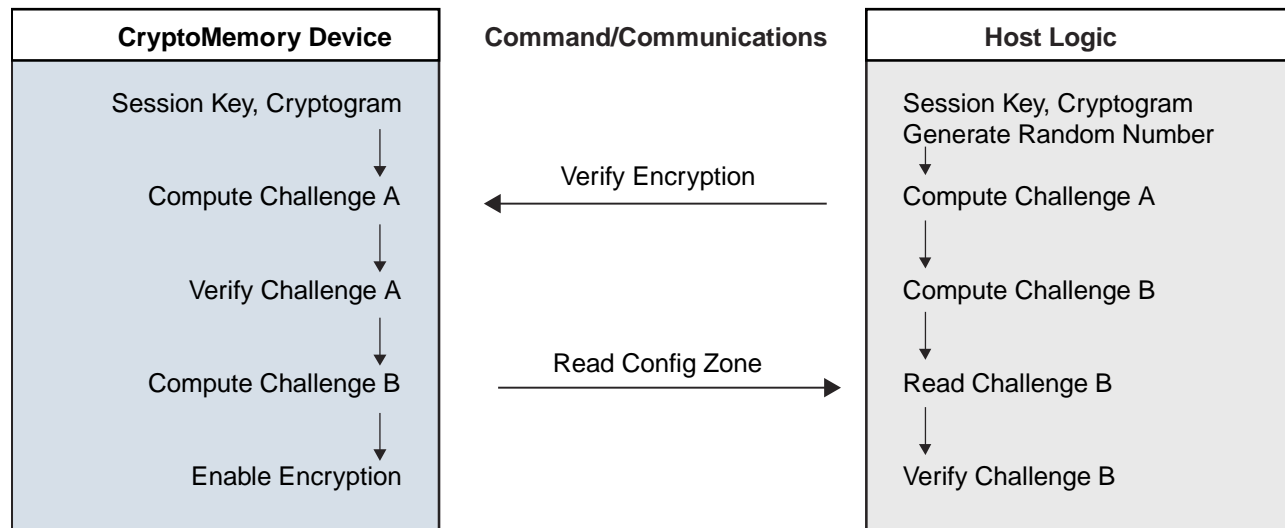 CryptoMemory Device
Command/Communications
Host Logic
Session Key, Cryptogram
Compute Challenge A
Verify Challenge A
Compute Challenge B
Enable Encryption
Verify Encryption
Read Config Zone
Session Key, Cryptogram
Generate Random Number
Compute Challenge A
Compute Challenge B
Read Challenge B
Verify Challenge B